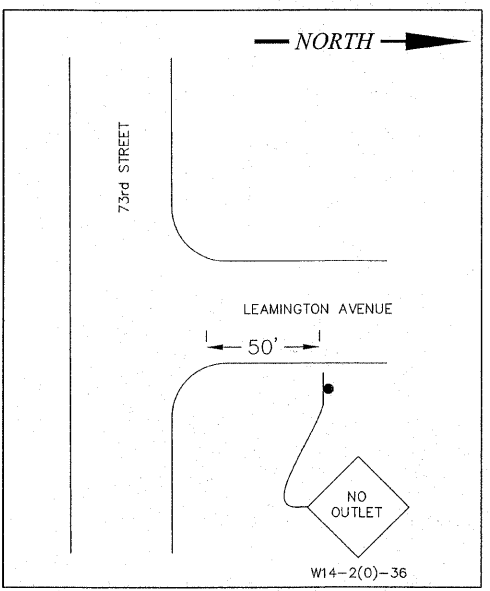 NORTH
73rd STREET
LEAMINGTON AVENUE
50'
NO
OUTLET
W14-2(0)-36